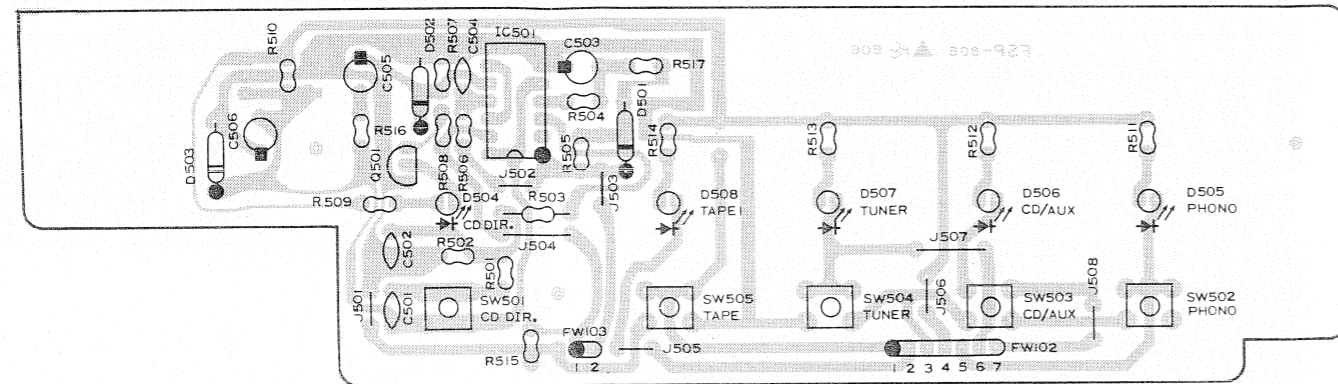 R510
C505
D502
R507
C504
IC501
C503
R517
R504
D501
C506
R516
D503
Q501
R508
R506
R505
R514
R513
R512
R511
J502
J503
D504
CD DIR.
R503
R509
J504
D508
TAPE 1
D507
TUNER
D506
CD/AUX
D505
PHONO
C502
R502
R501
J507
J501
C501
SW501
CD DIR.
SW505
TAPE
SW504
TUNER
J506
SW503
CD/AUX
J508
SW502
PHONO
R515
FW103
1 2
J505
FW102
1 2 3 4 5 6 7